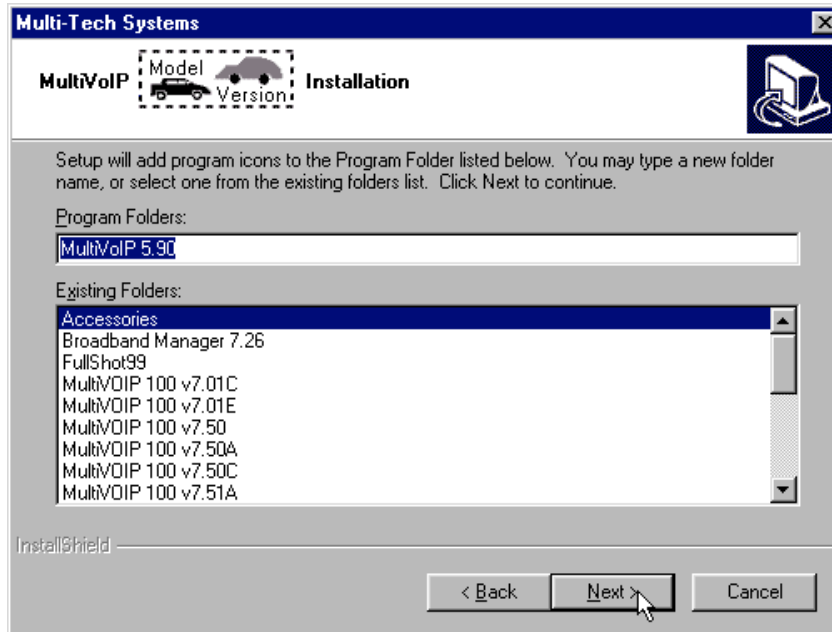 Multi-Tech Systems
MultiVoIP Model Version Installation
Setup will add program icons to the Program Folder listed below. You may type a new folder
name, or select one from the existing folders list. Click Next to continue.
Program Folders:
MultiVoIP 5.90
Existing Folders:
Accessories
Broadband Manager 7.26
FullShot99
MultiVOIP 100 v7.01C
MultiVOIP 100 v7.01E
MultiVOIP 100 v7.50
MultiVOIP 100 v7.50A
MultiVOIP 100 v7.50C
MultiVOIP 100 v7.51A
InstallShield
< Back Next > Cancel